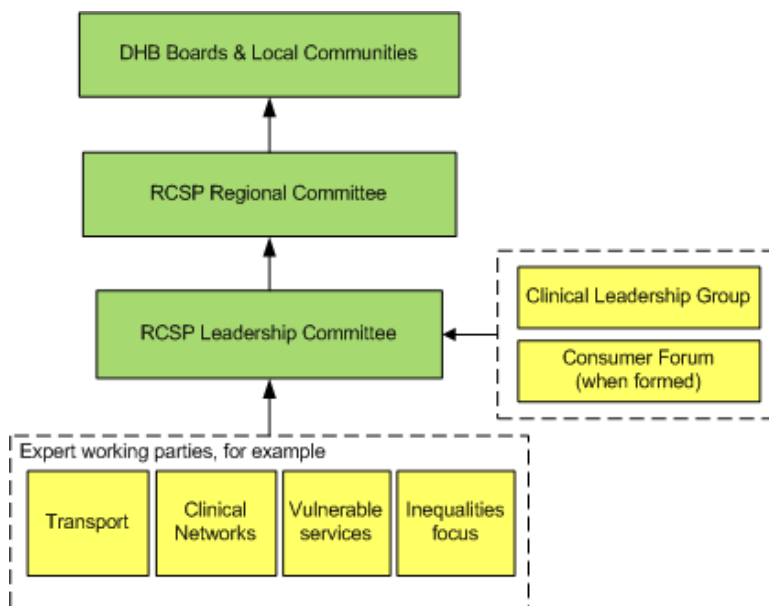 DHB Boards & Local Communities
RCSP Regional Committee
RCSP Leadership Committee
Clinical Leadership Group
Consumer Forum
(when formed)
Expert working parties, for example
Transport
Clinical
Networks
Vulnerable
services
Inequalities
focus